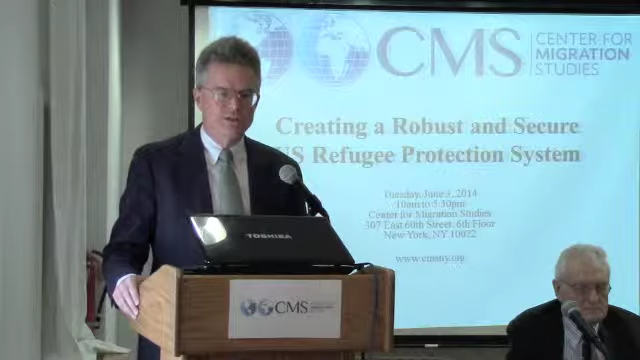 CMS
CENTER FOR
MIGRATION
STUDIES
Creating a Robust and Secure
US Refugee Protection System
Tuesday, June 3, 2014
10am to 5:30pm
Center for Migration Studies
307 East 60th Street, 6th Floor
New York, NY 10022
www.cmsny.org
TOSHIBA
CMS